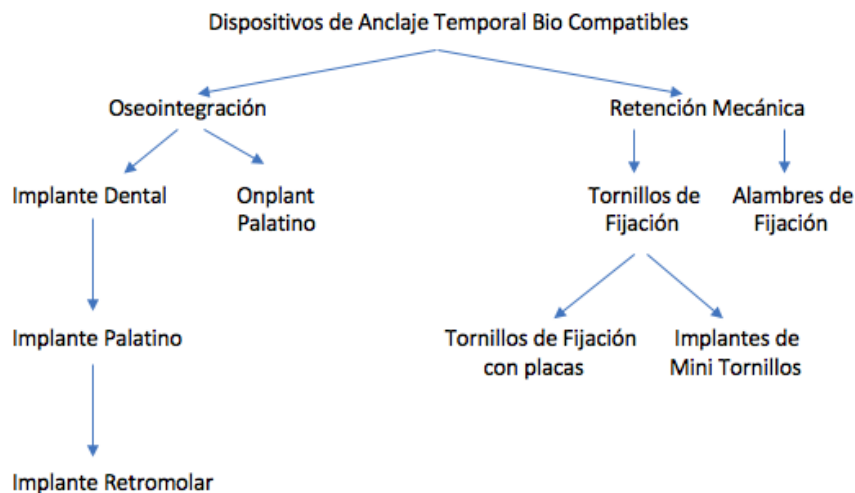 Dispositivos de Anclaje Temporal Bio Compatibles
Oseointegración
Retención Mecánica
Implante Dental
Onplant
Palatino
Tornillos de
Fijación
Alambres de
Fijación
Implante Palatino
Tornillos de Fijación
con placas
Implantes de
Mini Tornillos
Implante Retromolar